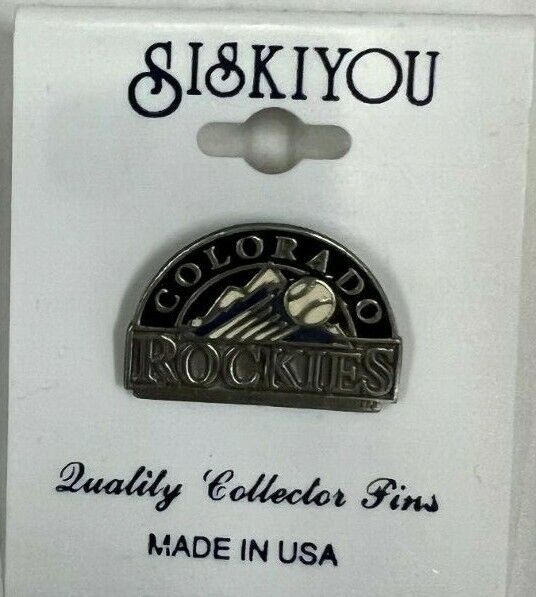 SISKIYOU
COLORADO
ROCKIES
Quality Collector Pins
MADE IN USA